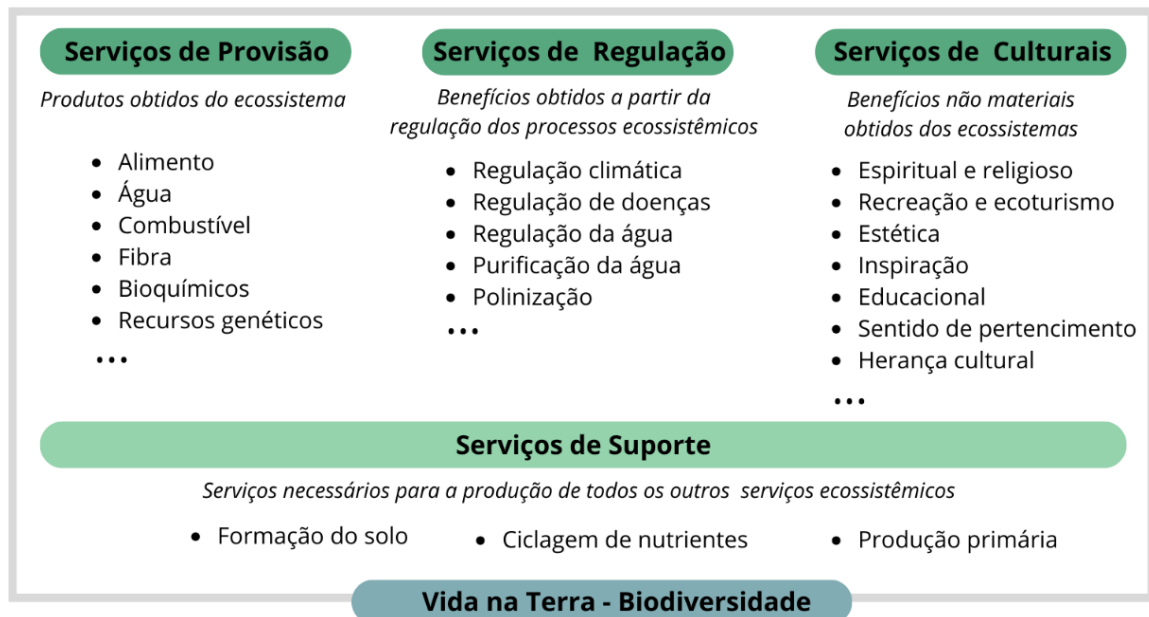 Serviços de Provisão
Produtos obtidos do ecossistema
• Alimento
• Água
• Combustível
• Fibra
• Bioquímicos
• Recursos genéticos
...
Serviços de Regulação
Benefícios obtidos a partir da
regulação dos processos ecossistêmicos
• Regulação climática
• Regulação de doenças
• Regulação da água
• Purificação da água
• Polinização
...
Serviços de Culturais
Benefícios não materiais
obtidos dos ecossistemas
• Espiritual e religioso
• Recreação e ecoturismo
• Estética
• Inspiração
• Educacional
• Sentido de pertencimento
• Herança cultural
...
Serviços de Suporte
Serviços necessários para a produção de todos os outros serviços ecossistêmicos
• Formação do solo
• Ciclagem de nutrientes
• Produção primária
Vida na Terra - Biodiversidade